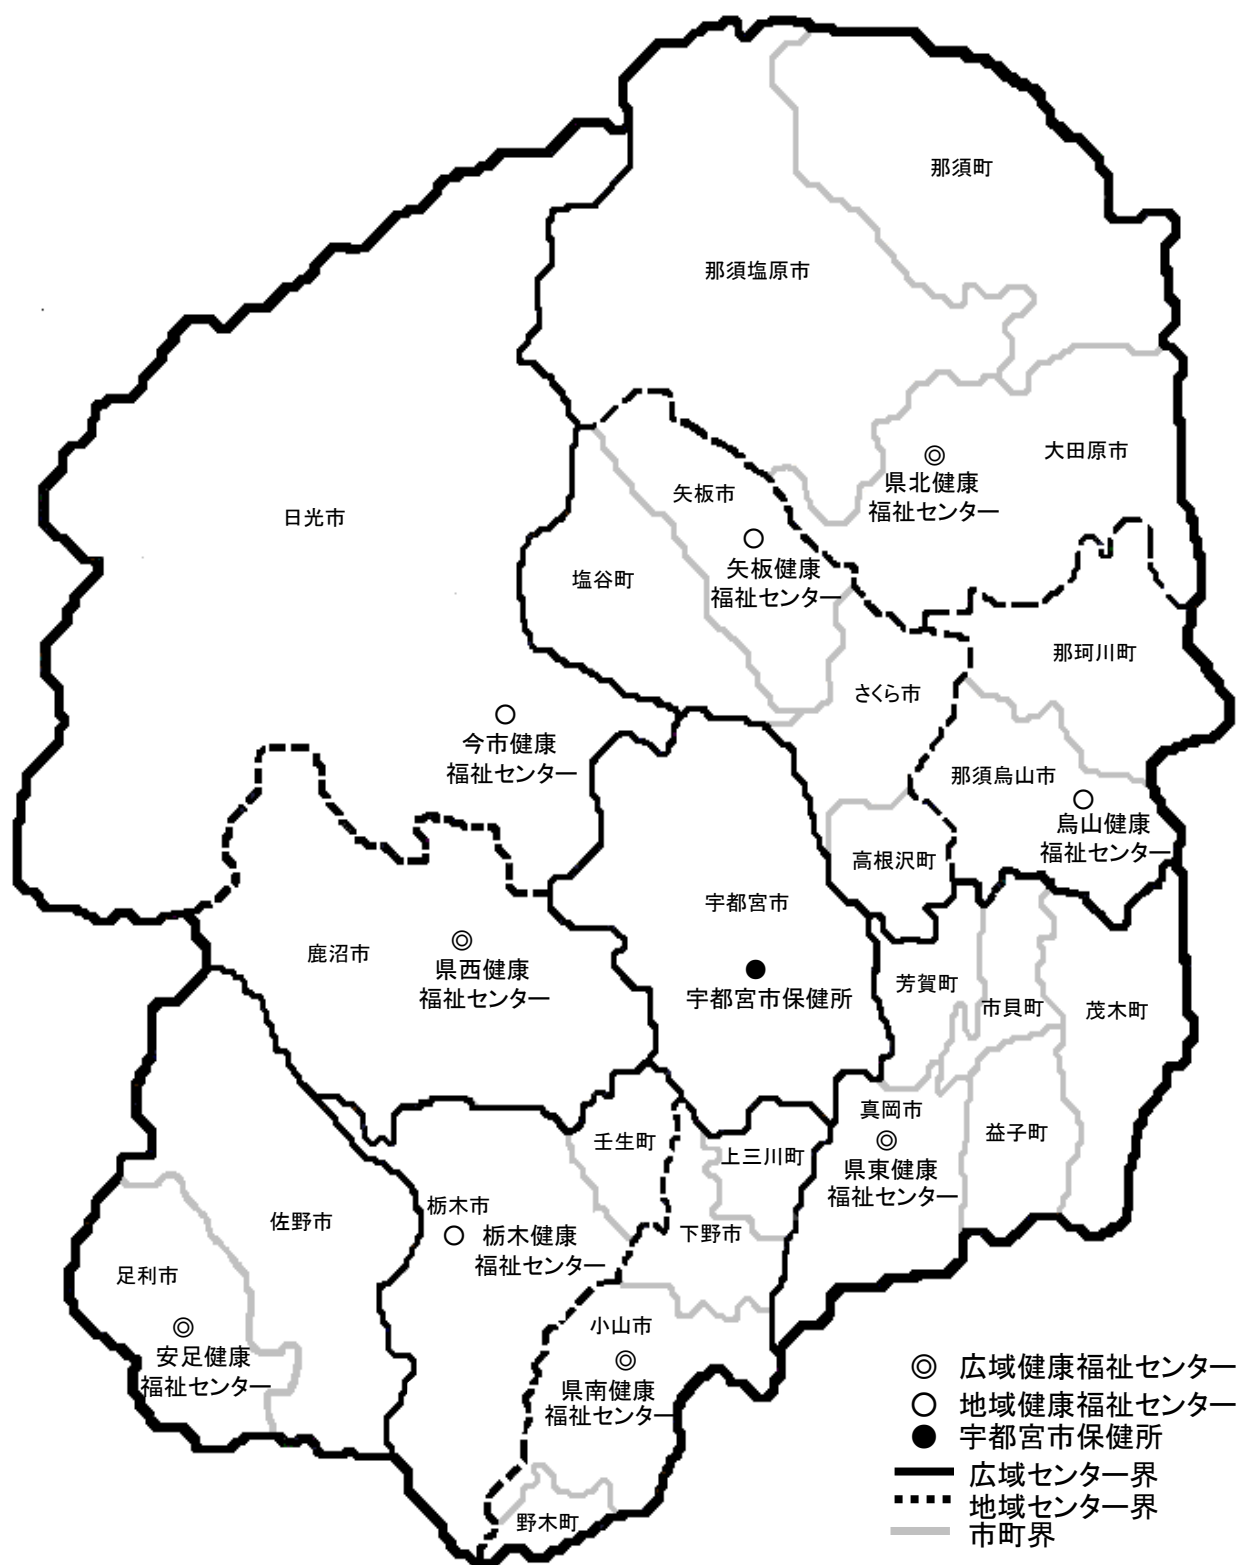 那須町
那須塩原市
大田原市
県北健康
福祉センター
矢板市
日光市
矢板健康
福祉センター
塩谷町
那珂川町
さくら市
今市健康
福祉センター
那須烏山市
烏山健康
福祉センター
高根沢町
宇都宮市
鹿沼市
県西健康
福祉センター
宇都宮市保健所
芳賀町
市貝町
茂木町
真岡市
県東健康
福祉センター
益子町
壬生町
上三川町
栃木市
栃木健康
福祉センター
下野市
佐野市
足利市
安足健康
福祉センター
小山市
県南健康
福祉センター
野木町
◎ 広域健康福祉センター
○ 地域健康福祉センター
● 宇都宮市保健所
広域センター界
地域センター界
市町界